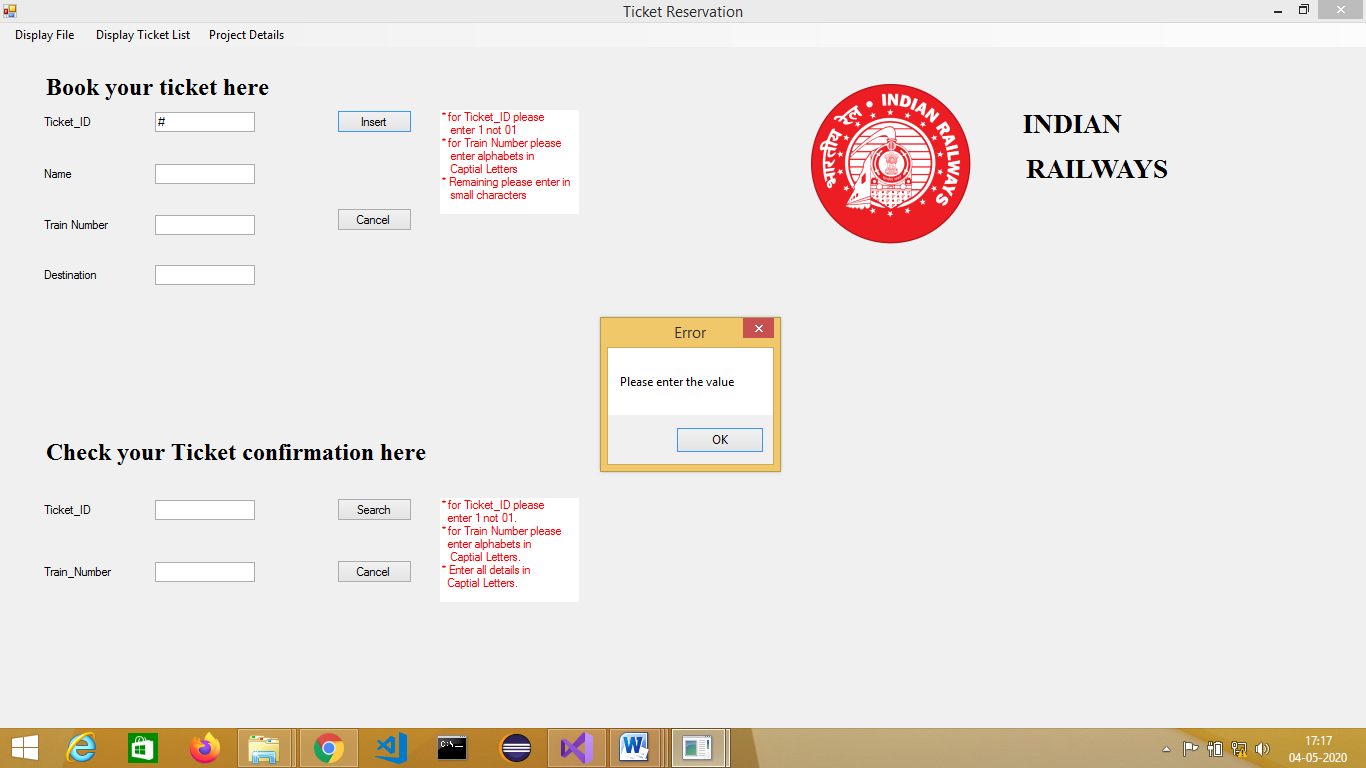 Ticket Reservation
Display File
Display Ticket List
Project Details
Book your ticket here
Ticket_ID
#
Insert
* for Ticket_ID please
enter 1 not 01
* for Train Number please
enter alphabets in
Captial Letters
* Remaining please enter in
small characters
Name
Train Number
Cancel
Destination
भारतीय रेल • INDIAN RAILWAYS
INDIAN
RAILWAYS
Error
Please enter the value
OK
Check your Ticket confirmation here
Ticket_ID
Search
* for Ticket_ID please
enter 1 not 01.
* for Train Number please
enter alphabets in
Captial Letters.
* Enter all details in
Captial Letters.
Train_Number
Cancel
17:17
04-05-2020